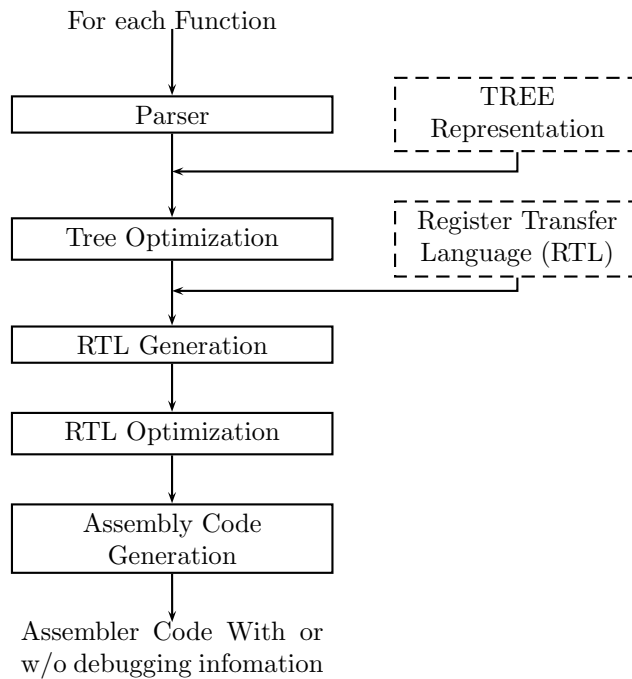 For each Function
Parser
TREE
Representation
Tree Optimization
Register Transfer
Language (RTL)
RTL Generation
RTL Optimization
Assembly Code
Generation
Assembler Code With or
w/o debugging infomation